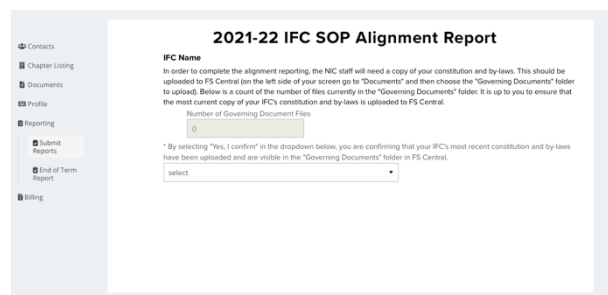 2021-22 IFC SOP Alignment Report
Contacts
Chapter Listing
Documents
Profile
Reporting
Submit
Reports
End of Term
Report
Billing
IFC Name
In order to complete the alignment reporting, the NIC staff will need a copy of your constitution and by-laws. This should be
uploaded to FS Central (on the left side of your screen go to "Documents" and then choose the "Governing Documents" folder
to upload). Below is a count of the number of files currently in the "Governing Documents" folder. It is up to you to ensure that
the most current copy of your IFC's constitution and by-laws is uploaded to FS Central.
Number of Governing Document Files
0
* By selecting "Yes, I confirm" in the dropdown below, you are confirming that your IFC's most recent constitution and by-laws
have been uploaded and are visible in the "Governing Documents" folder in FS Central.
select